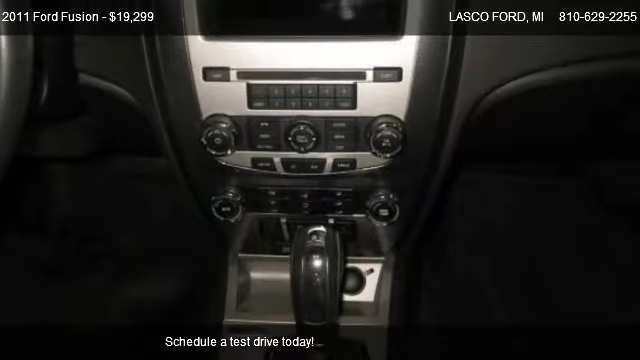 2011 Ford Fusion - $19,299
LASCO FORD, MI 810-629-2255
Schedule a test drive today!